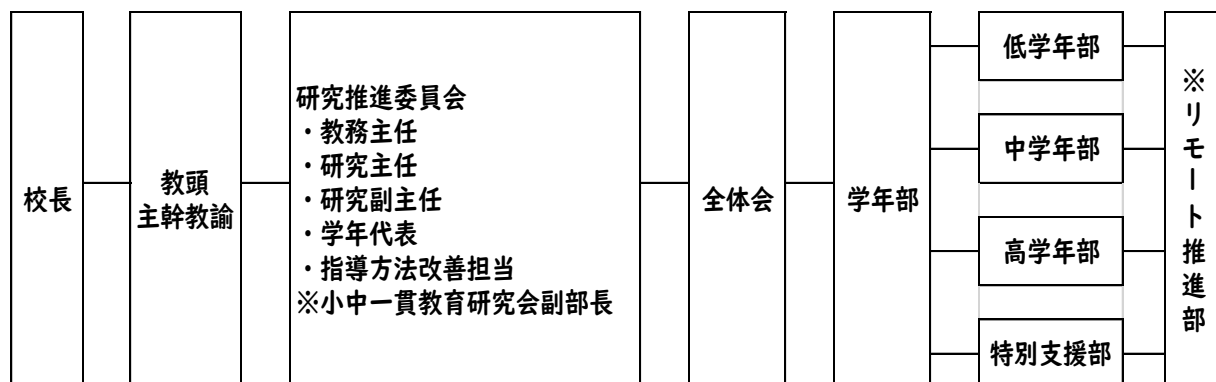 校長
教頭
主幹教諭
研究推進委員会
・教務主任
・研究主任
・研究副主任
・学年代表
・指導方法改善担当
※小中一貫教育研究会副部長
全体会
学年部
低学年部
中学年部
高学年部
特別支援部
※リモート推進部